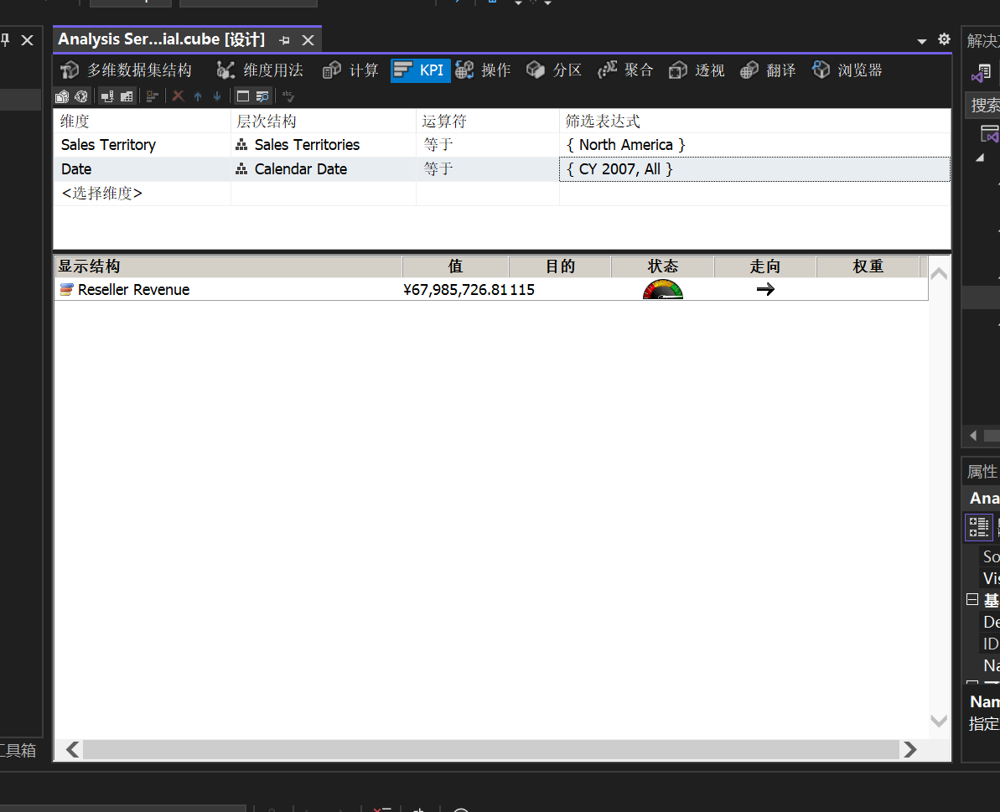 Analysis Ser...ial.cube [设计]
多维数据集结构 维度用法 计算 KPI 操作 分区 聚合 透视 翻译 浏览器
维度 层次结构 运算符 筛选表达式
Sales Territory Sales Territories 等于 { North America }
Date Calendar Date 等于 { CY 2007, All }
<选择维度>
显示结构 值 目的 状态 走向 权重
Reseller Revenue ¥67,985,726.81 115
工具箱
解决
搜索
属性
Ana
So
Vis
基
De
ID
Na
Nam
指定